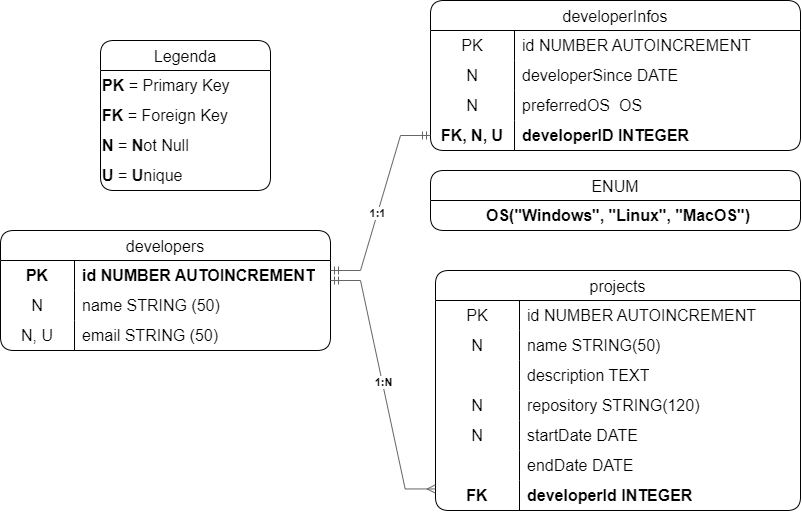 Legenda
PK = Primary Key
FK = Foreign Key
N = Not Null
U = Unique
developerInfos
PK id NUMBER AUTOINCREMENT
N developerSince DATE
N preferredOS OS
FK, N, U developerID INTEGER
ENUM
OS("Windows", "Linux", "MacOS")
1:1
developers
PK id NUMBER AUTOINCREMENT
N name STRING (50)
N, U email STRING (50)
1:N
projects
PK id NUMBER AUTOINCREMENT
N name STRING(50)
description TEXT
N repository STRING(120)
N startDate DATE
endDate DATE
FK developerId INTEGER